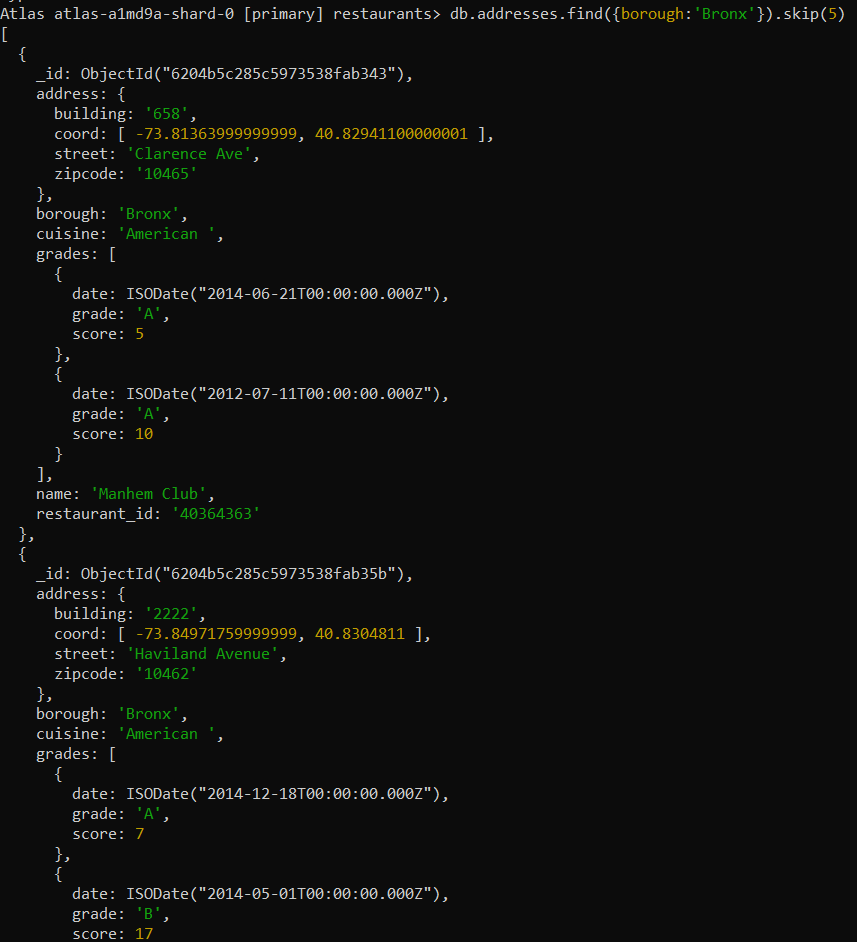 Atlas atlas-a1md9a-shard-0 [primary] restaurants> db.addresses.find({borough:'Bronx'}).skip(5)
[
  {
    _id: ObjectId("6204b5c285c5973538fab343"),
    address: {
      building: '658',
      coord: [ -73.81363999999999, 40.82941100000001 ],
      street: 'Clarence Ave',
      zipcode: '10465'
    },
    borough: 'Bronx',
    cuisine: 'American ',
    grades: [
      {
        date: ISODate("2014-06-21T00:00:00.000Z"),
        grade: 'A',
        score: 5
      },
      {
        date: ISODate("2012-07-11T00:00:00.000Z"),
        grade: 'A',
        score: 10
      }
    ],
    name: 'Manhem Club',
    restaurant_id: '40364363'
  },
  {
    _id: ObjectId("6204b5c285c5973538fab35b"),
    address: {
      building: '2222',
      coord: [ -73.84971759999999, 40.8304811 ],
      street: 'Haviland Avenue',
      zipcode: '10462'
    },
    borough: 'Bronx',
    cuisine: 'American ',
    grades: [
      {
        date: ISODate("2014-12-18T00:00:00.000Z"),
        grade: 'A',
        score: 7
      },
      {
        date: ISODate("2014-05-01T00:00:00.000Z"),
        grade: 'B',
        score: 17